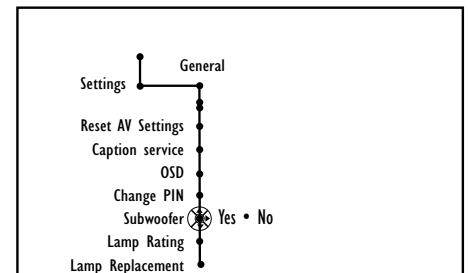 General
Settings
Reset AV Settings
Caption service
OSD
Change PIN
Subwoofer Yes • No
Lamp Rating
Lamp Replacement